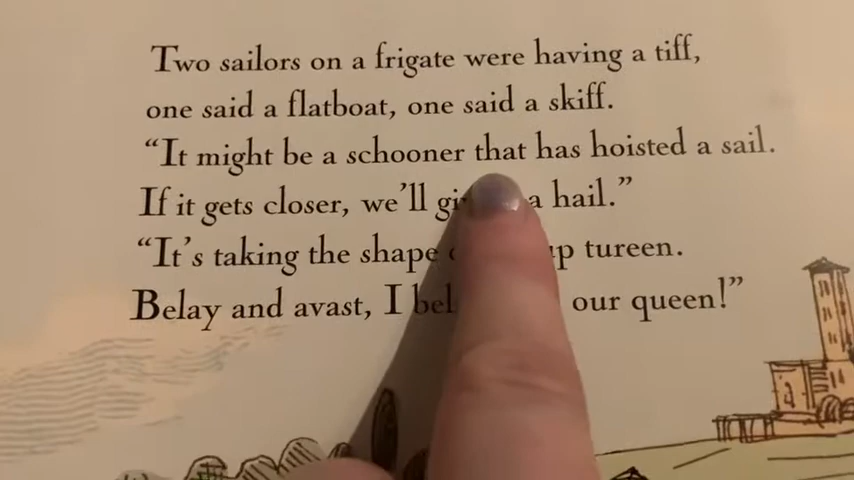 Two sailors on a frigate were having a tiff,
one said a flatboat, one said a skiff.
“It might be a schooner that has hoisted a sail.
If it gets closer, we’ll a hail.”
“It’s taking the shape tureen.
Belay and avast, I our queen!”